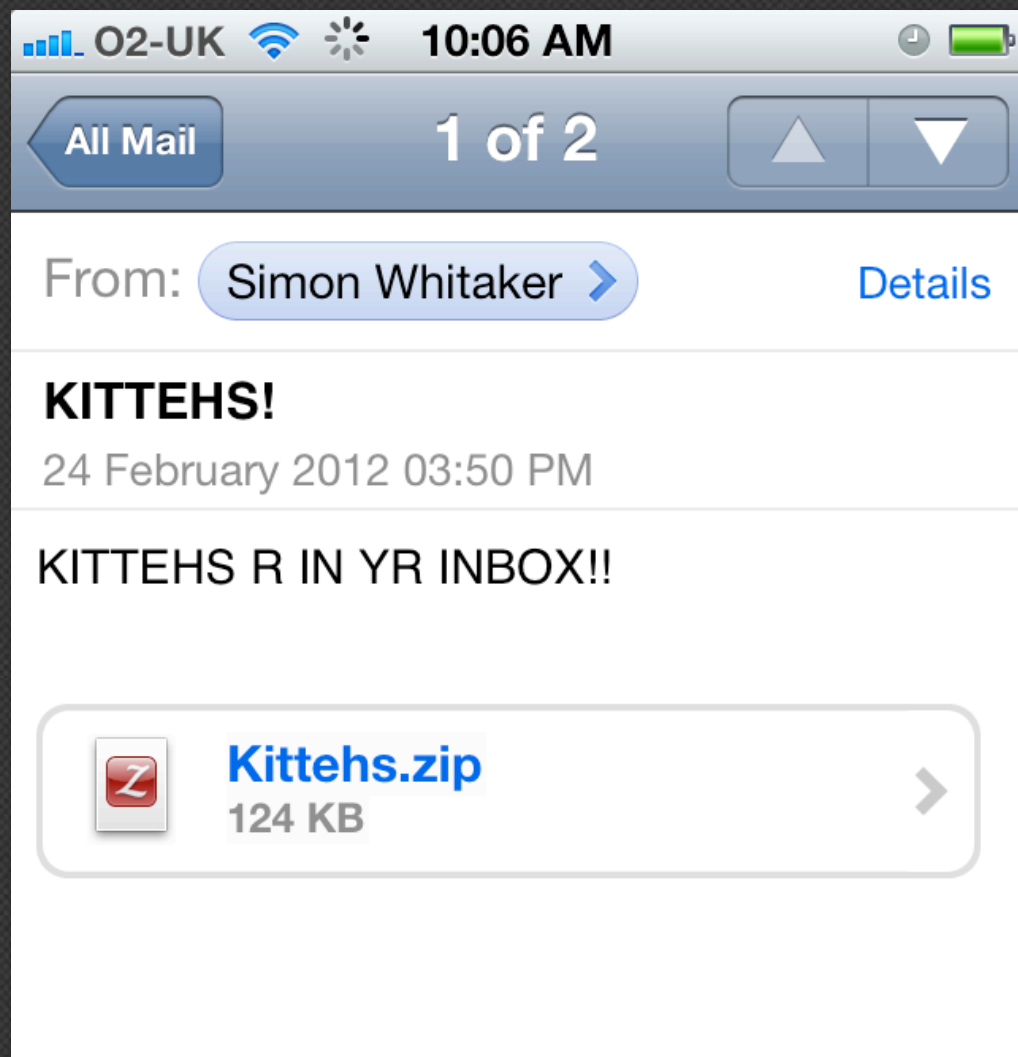 O2-UK 10:06 AM
All Mail 1 of 2
From: Simon Whitaker Details
KITTEHS!
24 February 2012 03:50 PM
KITTEHS R IN YR INBOX!!
Z
Kittehs.zip
124 KB